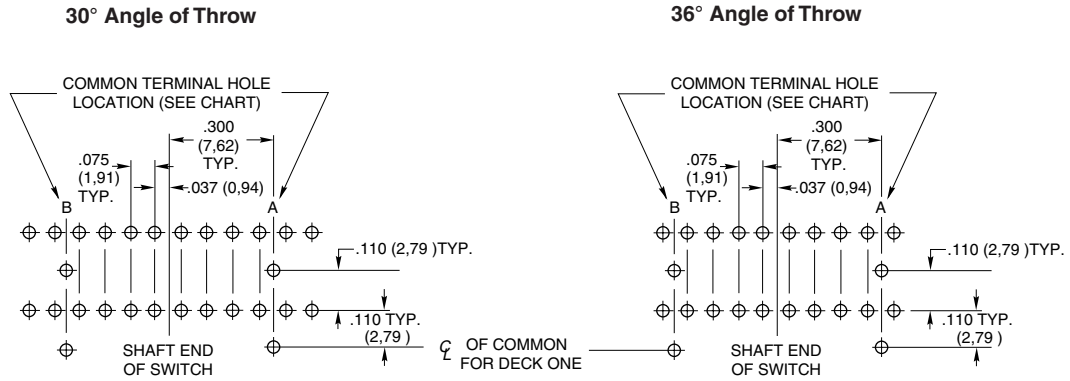 30° Angle of Throw
COMMON TERMINAL HOLE
LOCATION (SEE CHART)
.300
(7,62)
TYP.
.075
(1,91)
TYP.
.037 (0,94)
B
A
.110 (2,79 )TYP.
.110 TYP.
(2,79 )
SHAFT END
OF SWITCH
℄ OF COMMON
FOR DECK ONE
36° Angle of Throw
COMMON TERMINAL HOLE
LOCATION (SEE CHART)
.300
(7,62)
TYP.
.075
(1,91)
TYP.
.037 (0,94)
B
A
.110 (2,79 )TYP.
.110 TYP.
(2,79 )
SHAFT END
OF SWITCH